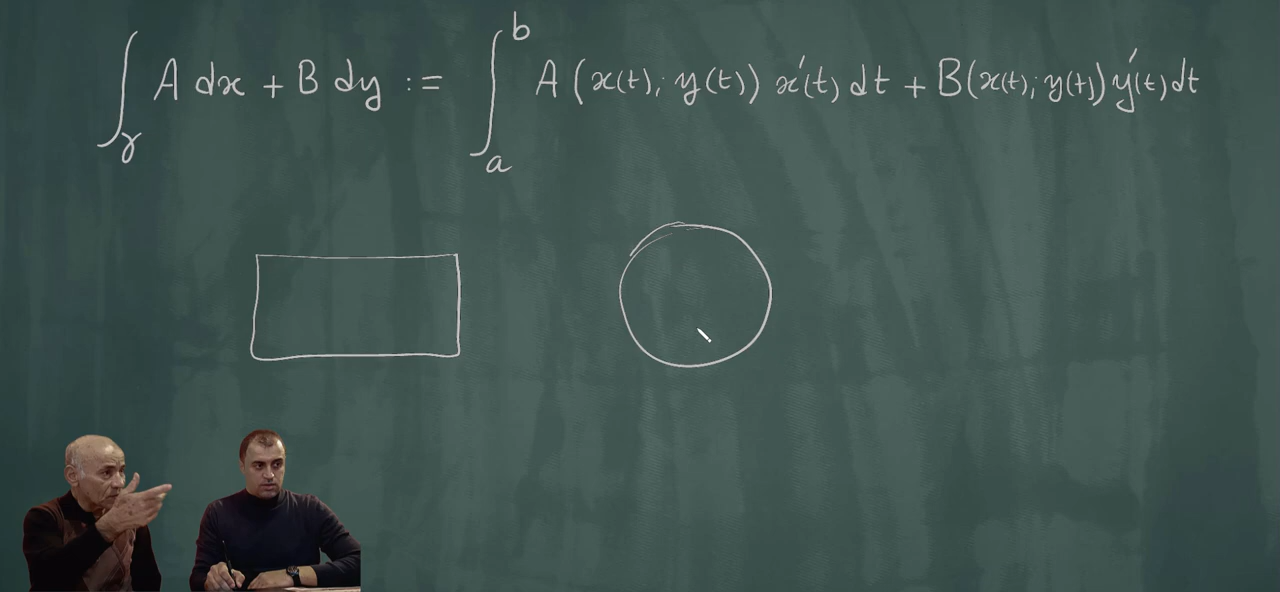 ∫_γ A dx + B dy := ∫_a^b A (x(t); y(t)) x'(t) dt + B(x(t); y(t)) y'(t) dt